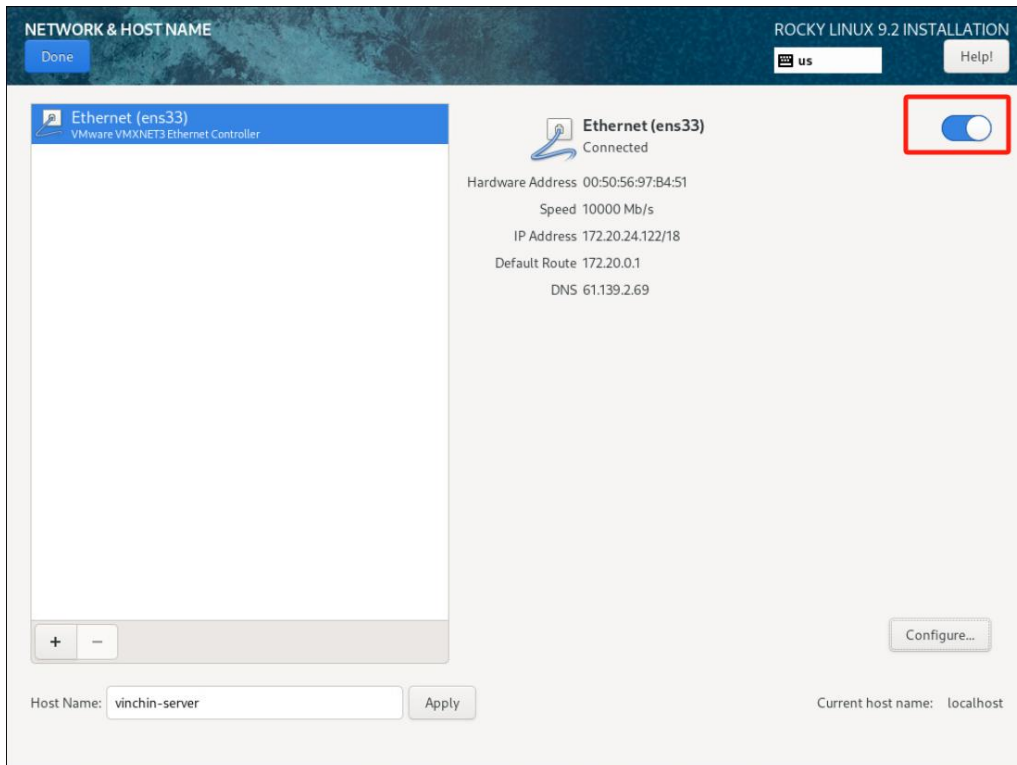 NETWORK & HOST NAME
ROCKY LINUX 9.2 INSTALLATION
Done
us
Help!
Ethernet (ens33)
VMware VMXNET3 Ethernet Controller
Ethernet (ens33)
Connected
Hardware Address 00:50:56:97:B4:51
Speed 10000 Mb/s
IP Address 172.20.24.122/18
Default Route 172.20.0.1
DNS 61.139.2.69
+ −
Configure...
Host Name: vinchin-server Apply
Current host name: localhost